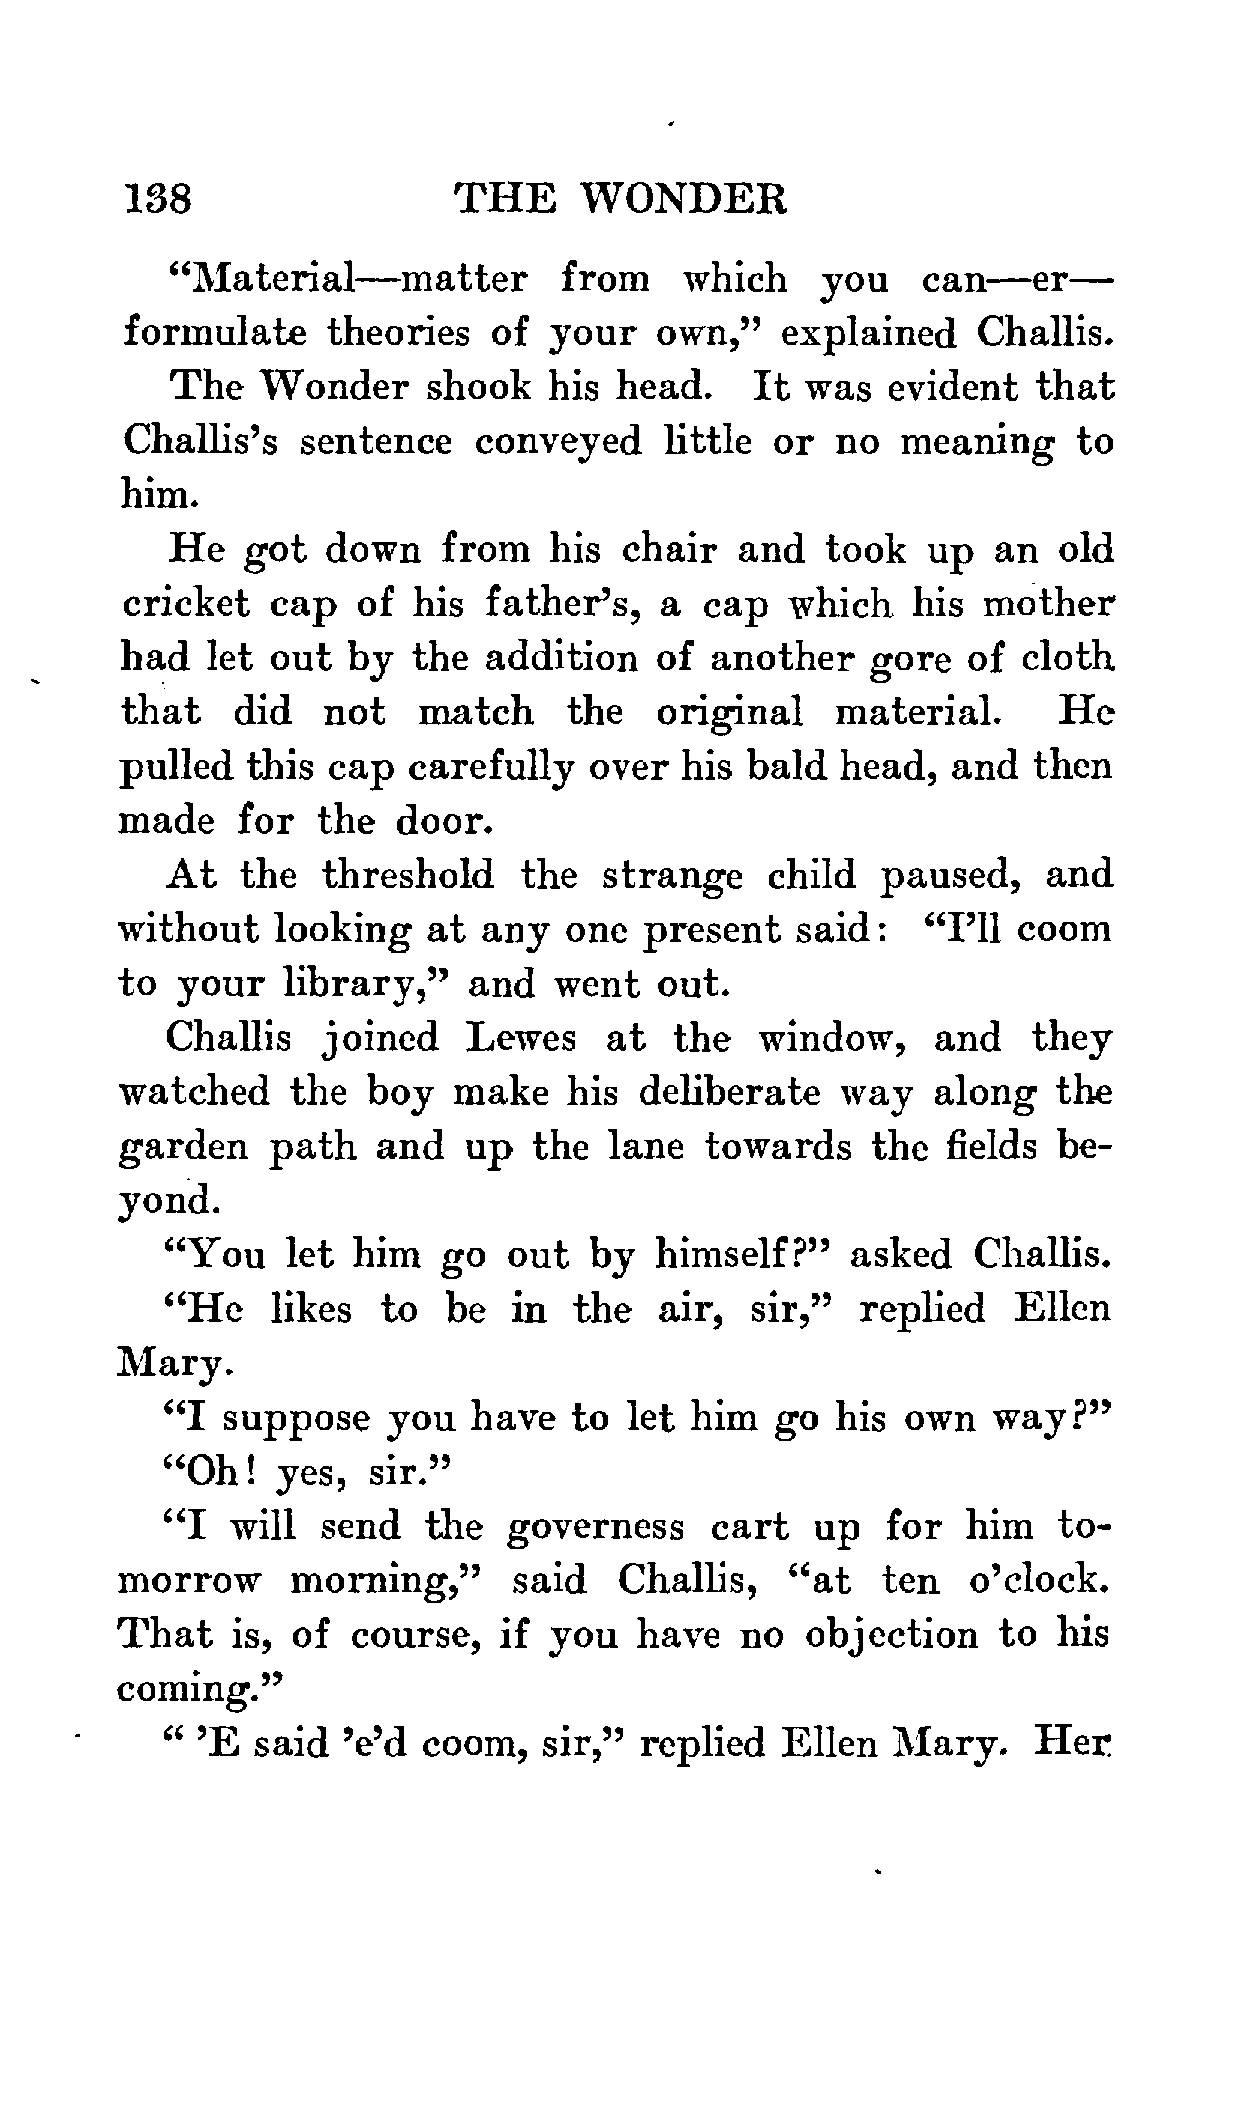 138 THE WONDER
“Material—matter from which you can—er—
formulate theories of your own,” explained Challis.
The Wonder shook his head. It was evident that
Challis’s sentence conveyed little or no meaning to
him.
He got down from his chair and took up an old
cricket cap of his father’s, a cap which his mother
had let out by the addition of another gore of cloth
that did not match the original material. He
pulled this cap carefully over his bald head, and then
made for the door.
At the threshold the strange child paused, and
without looking at any one present said: “I’ll coom
to your library,” and went out.
Challis joined Lewes at the window, and they
watched the boy make his deliberate way along the
garden path and up the lane towards the fields be-
yond.
“You let him go out by himself?” asked Challis.
“He likes to be in the air, sir,” replied Ellen
Mary.
“I suppose you have to let him go his own way?”
“Oh! yes, sir.”
“I will send the governess cart up for him to-
morrow morning,” said Challis, “at ten o’clock.
That is, of course, if you have no objection to his
coming.”
“ ’E said ’e’d coom, sir,” replied Ellen Mary. Her